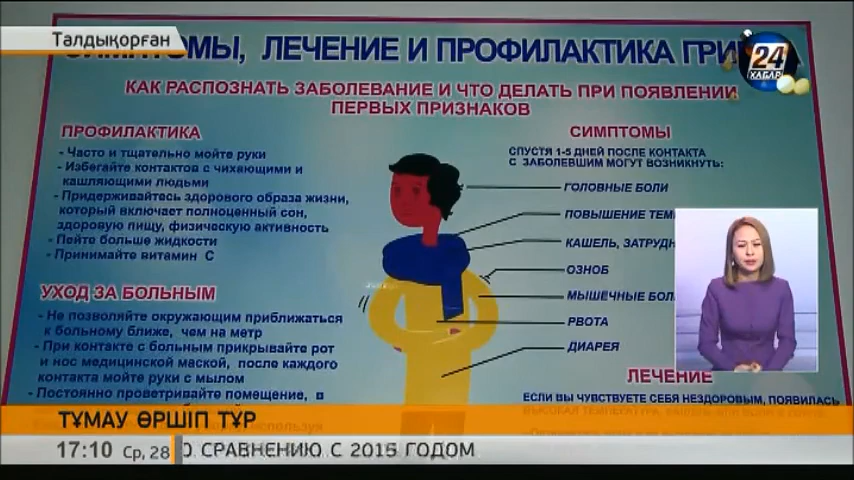 Талдықорған
СИМПТОМЫ, ЛЕЧЕНИЕ И ПРОФИЛАКТИКА
24
ХАБАР
КАК РАСПОЗНАТЬ ЗАБОЛЕВАНИЕ И ЧТО ДЕЛАТЬ ПРИ ПОЯВЛЕНИИ
ПЕРВЫХ ПРИЗНАКОВ
ПРОФИЛАКТИКА
- Часто и тщательно мойте руки
- Избегайте контактов с чихающими и
кашляющими людьми
- Придерживайтесь здорового образа жизни,
который включает полноценный сон,
здоровую пищу, физическую активность
- Пейте больше жидкости
- Принимайте витамин С
УХОД ЗА БОЛЬНЫМ
- Не позволяйте окружающим приближаться
к больному ближе, чем на метр
- При контакте с больным прикрывайте рот
и нос медицинской маской, после каждого
контакта мойте руки с мылом
- Постоянно проветривайте помещение, в
СИМПТОМЫ
СПУСТЯ 1-5 ДНЕЙ ПОСЛЕ КОНТАКТА
С ЗАБОЛЕВШИМ МОГУТ ВОЗНИКНУТЬ:
ГОЛОВНЫЕ БОЛИ
ПОВЫШЕНИЕ ТЕМ
КАШЕЛЬ, ЗАТРУДН
ОЗНОБ
МЫШЕЧНЫЕ БОЛ
РВОТА
ДИАРЕЯ
ЛЕЧЕНИЕ
ЕСЛИ ВЫ ЧУВСТВУЕТЕ СЕБЯ НЕЗДОРОВЫМ, ПОЯВИЛАСЬ
ТҰМАУ ӨРШІП ТҰР
17:10 Ср, 28 О СРАВНЕНИЮ С 2015 ГОДОМ